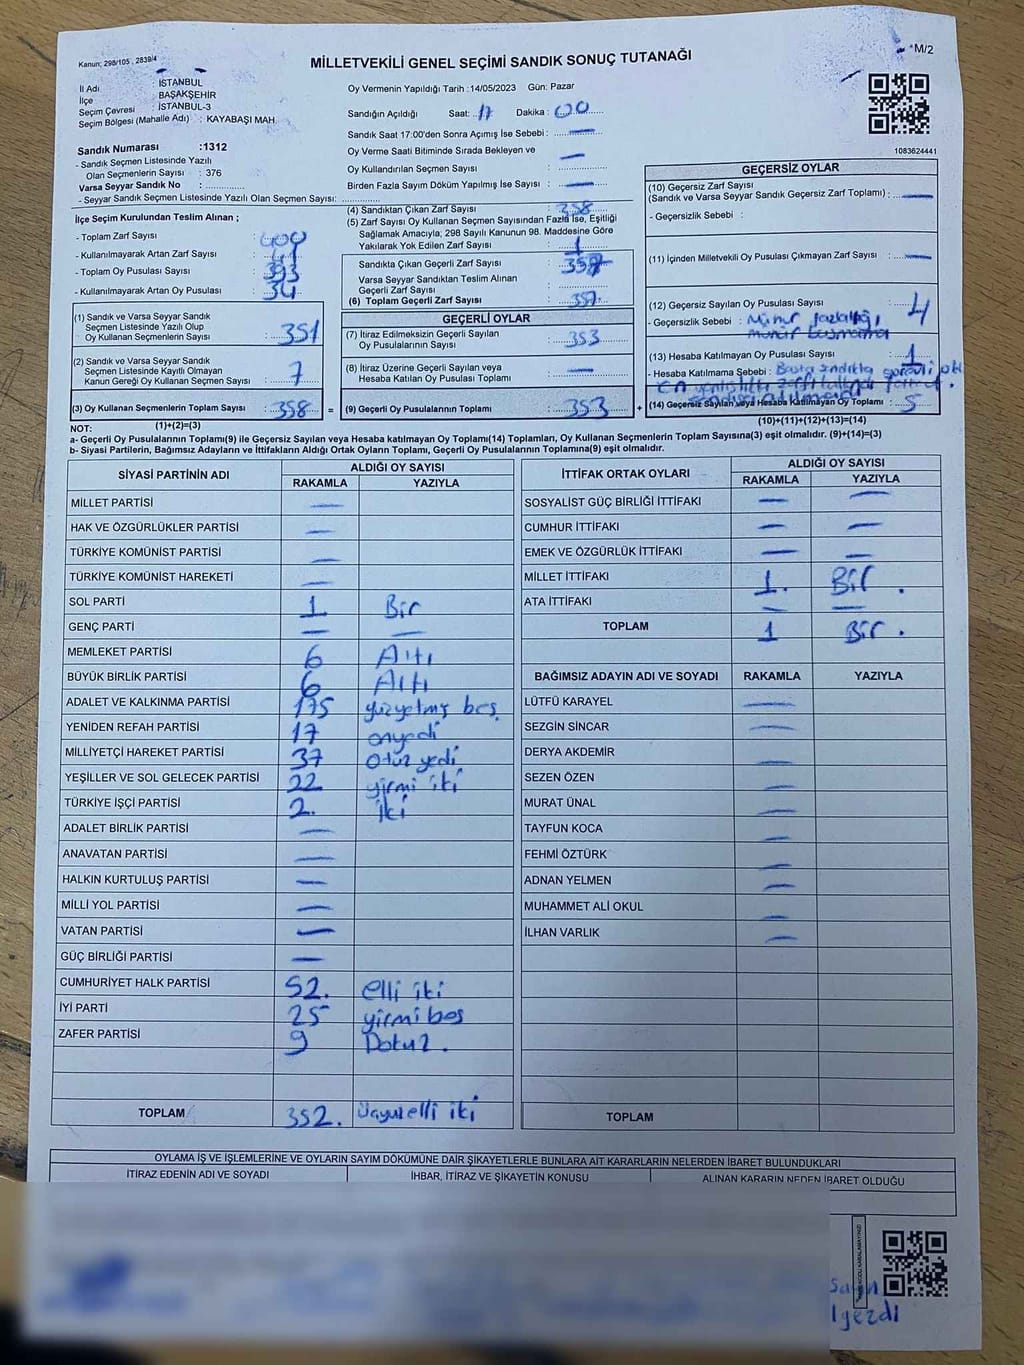 Kanun; 298/105 , 2839/4
*M/2
MİLLETVEKİLİ GENEL SEÇİMİ SANDIK SONUÇ TUTANAĞI
İl Adı : İSTANBUL
İlçe : BAŞAKŞEHİR
Seçim Çevresi : İSTANBUL-3
Seçim Bölgesi (Mahalle Adı) : KAYABAŞI MAH.
Sandık Numarası :1312
- Sandık Seçmen Listesinde Yazılı
Olan Seçmenlerin Sayısı : 376
Varsa Seyyar Sandık No : ..............
- Seyyar Sandık Seçmen Listesinde Yazılı Olan Seçmen Sayısı: ..............
Oy Vermenin Yapıldığı Tarih :14/05/2023 Gün: Pazar
Sandığın Açıldığı Saat: 17 Dakika : 00
Sandık Saat 17:00'den Sonra Açımış İse Sebebi : —
Oy Verme Saati Bitiminde Sırada Bekleyen ve
Oy Kullandırılan Seçmen Sayısı : —
Birden Fazla Sayım Döküm Yapılmış İse Sayısı : —
1083624441
İlçe Seçim Kurulundan Teslim Alınan ;
- Toplam Zarf Sayısı : 400
- Kullanılmayarak Artan Zarf Sayısı :
- Toplam Oy Pusulası Sayısı : 393
- Kullanılmayarak Artan Oy Pusulası : 34
(1) Sandık ve Varsa Seyyar Sandık
Seçmen Listesinde Yazılı Olup
Oy Kullanan Seçmenlerin Sayısı : 351
(2) Sandık ve Varsa Seyyar Sandık
Seçmen Listesinde Kayıtlı Olmayan
Kanun Gereği Oy Kullanan Seçmen Sayısı : 7
(3) Oy Kullanan Seçmenlerin Toplam Sayısı : 358 =
(4) Sandıktan Çıkan Zarf Sayısı : 358
(5) Zarf Sayısı Oy Kullanan Seçmen Sayısından Fazla İse, Eşitliği
Sağlamak Amacıyla; 298 Sayılı Kanunun 98. Maddesine Göre
Yakılarak Yok Edilen Zarf Sayısı : 1
Sandıkta Çıkan Geçerli Zarf Sayısı : 357
Varsa Seyyar Sandıktan Teslim Alınan
Geçerli Zarf Sayısı :
(6) Toplam Geçerli Zarf Sayısı : 357.
GEÇERLİ OYLAR
(7) İtiraz Edilmeksizin Geçerli Sayılan
Oy Pusulalarının Sayısı : 353
(8) İtiraz Üzerine Geçerli Sayılan veya
Hesaba Katılan Oy Pusulası Toplamı : —
(9) Geçerli Oy Pusulalarının Toplamı : 353 +
GEÇERSİZ OYLAR
(10) Geçersiz Zarf Sayısı
(Sandık ve Varsa Seyyar Sandık Geçersiz Zarf Toplamı) : —
- Geçersizlik Sebebi :
(11) İçinden Milletvekili Oy Pusulası Çıkmayan Zarf Sayısı : —
(12) Geçersiz Sayılan Oy Pusulası Sayısı : 4
- Geçersizlik Sebebi : Mühür fazlalığı,
mühür basmama
(13) Hesaba Katılmayan Oy Pusulası Sayısı : 1
- Hesaba Katılmama Sebebi : Başka sandıkta görevli
(14) Geçersiz Sayılan veya Hesaba Katılmayan Oy Toplamı : 5
(10)+(11)+(12)+(13)=(14)
NOT: (1)+(2)=(3)
a- Geçerli Oy Pusulalarının Toplamı(9) ile Geçersiz Sayılan veya Hesaba katılmayan Oy Toplamı(14) Toplamları, Oy Kullanan Seçmenlerin Toplam Sayısına(3) eşit olmalıdır. (9)+(14)=(3)
b- Siyasi Partilerin, Bağımsız Adayların ve İttifakların Aldığı Ortak Oyların Toplamı, Geçerli Oy Pusulalarının Toplamına(9) eşit olmalıdır.
SİYASİ PARTİNİN ADI ALDIĞI OY SAYISI
RAKAMLA YAZIYLA
MİLLET PARTİSİ —
HAK VE ÖZGÜRLÜKLER PARTİSİ —
TÜRKİYE KOMÜNİST PARTİSİ —
TÜRKİYE KOMÜNİST HAREKETİ —
SOL PARTİ 1 Bir
GENÇ PARTİ — —
MEMLEKET PARTİSİ 6 Altı
BÜYÜK BİRLİK PARTİSİ 6 Altı
ADALET VE KALKINMA PARTİSİ 175 yüzyetmiş beş
YENİDEN REFAH PARTİSİ 17 onyedi
MİLLİYETÇİ HAREKET PARTİSİ 37 otuz yedi
YEŞİLLER VE SOL GELECEK PARTİSİ 22 yirmi iki
TÜRKİYE İŞÇİ PARTİSİ 2. iki
ADALET BİRLİK PARTİSİ —
ANAVATAN PARTİSİ —
HALKIN KURTULUŞ PARTİSİ —
MİLLİ YOL PARTİSİ —
VATAN PARTİSİ —
GÜÇ BİRLİĞİ PARTİSİ —
CUMHURİYET HALK PARTİSİ 52. elli iki
İYİ PARTİ 25 yirmi beş
ZAFER PARTİSİ 9 Dokuz.
TOPLAM 352. üçyüzelli iki
İTTİFAK ORTAK OYLARI ALDIĞI OY SAYISI
RAKAMLA YAZIYLA
SOSYALİST GÜÇ BİRLİĞİ İTTİFAKI — —
CUMHUR İTTİFAKI — —
EMEK VE ÖZGÜRLÜK İTTİFAKI — —
MİLLET İTTİFAKI 1. Bir .
ATA İTTİFAKI — —
TOPLAM 1 Bir .
BAĞIMSIZ ADAYIN ADI VE SOYADI RAKAMLA YAZIYLA
LÜTFÜ KARAYEL —
SEZGİN SİNCAR —
DERYA AKDEMİR —
SEZEN ÖZEN —
MURAT ÜNAL —
TAYFUN KOCA —
FEHMİ ÖZTÜRK —
ADNAN YELMEN —
MUHAMMET ALİ OKUL —
İLHAN VARLIK —
TOPLAM
OYLAMA İŞ VE İŞLEMLERİNE VE OYLARIN SAYIM DÖKÜMÜNE DAİR ŞİKAYETLERLE BUNLARA AİT KARARLARIN NELERDEN İBARET BULUNDUKLARI
İTİRAZ EDENİN ADI VE SOYADI İHBAR, İTİRAZ VE ŞİKAYETİN KONUSU ALINAN KARARIN NEDEN İBARET OLDUĞU